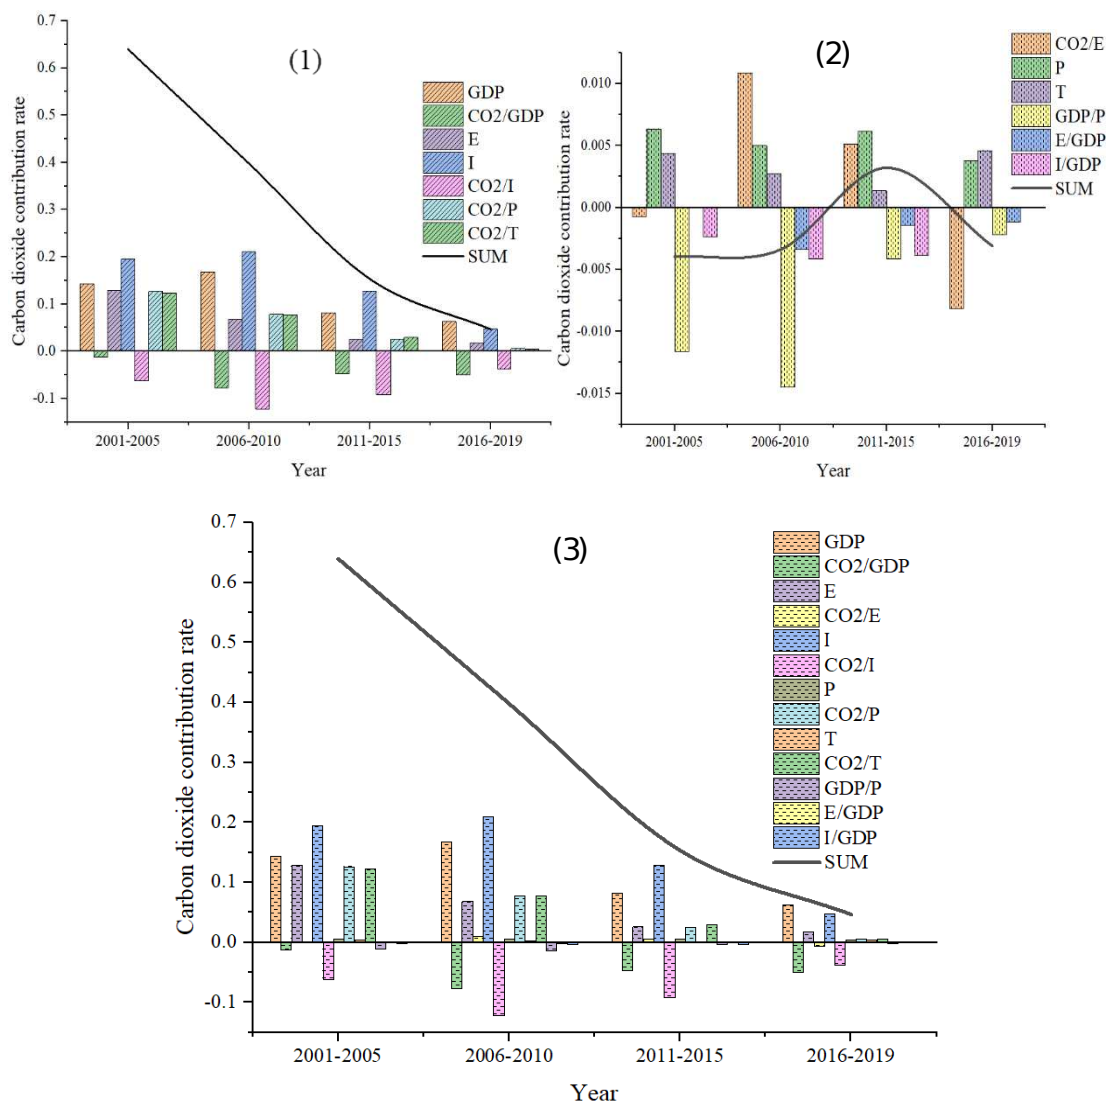 (1)
Carbon dioxide contribution rate
0.7
0.6
0.5
0.4
0.3
0.2
0.1
0.0
-0.1
GDP
CO2/GDP
E
I
CO2/I
CO2/P
CO2/T
SUM
2001-2005
2006-2010
2011-2015
2016-2019
Year
(2)
Carbon dioxide contribution rate
0.010
0.005
0.000
-0.005
-0.010
-0.015
CO2/E
P
T
GDP/P
E/GDP
I/GDP
SUM
2001-2005
2006-2010
2011-2015
2016-2019
Year
(3)
Carbon dioxide contribution rate
0.7
0.6
0.5
0.4
0.3
0.2
0.1
0.0
-0.1
GDP
CO2/GDP
E
CO2/E
I
CO2/I
P
CO2/P
T
CO2/T
GDP/P
E/GDP
I/GDP
SUM
2001-2005
2006-2010
2011-2015
2016-2019
Year